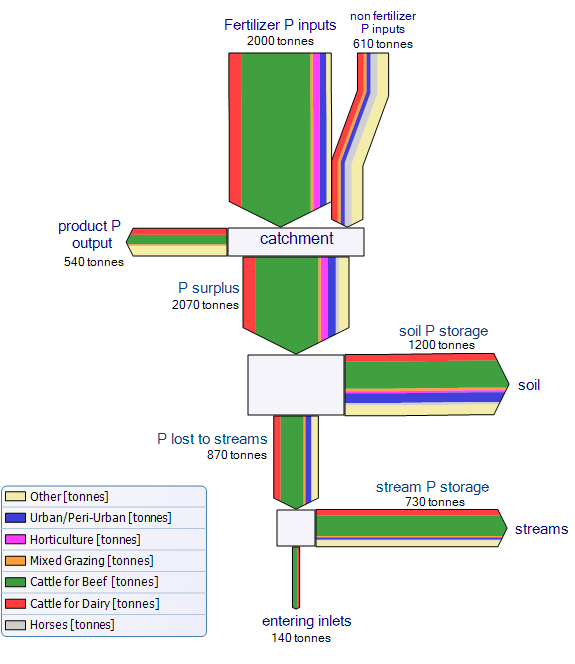 Fertilizer P inputs
2000 tonnes
non fertilizer
P inputs
610 tonnes
product P
output
540 tonnes
catchment
P surplus
2070 tonnes
soil P storage
1200 tonnes
soil
P lost to streams
870 tonnes
stream P storage
730 tonnes
streams
entering inlets
140 tonnes
Other [tonnes]
Urban/Peri-Urban [tonnes]
Horticulture [tonnes]
Mixed Grazing [tonnes]
Cattle for Beef [tonnes]
Cattle for Dairy [tonnes]
Horses [tonnes]